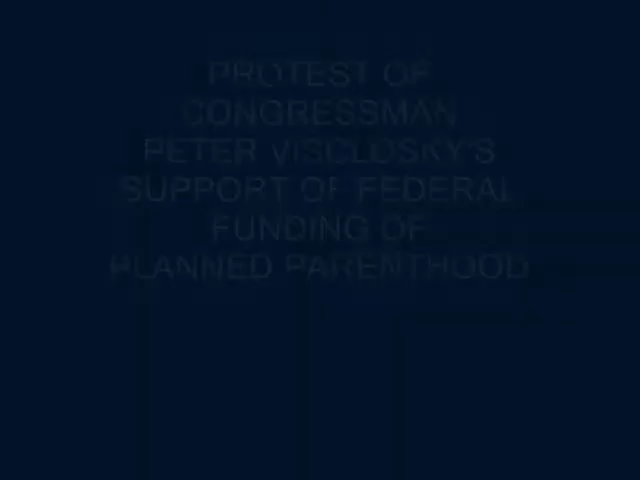 PROTEST OF
CONGRESSMAN
PETER VISCLOSKY'S
SUPPORT OF FEDERAL
FUNDING OF
PLANNED PARENTHOOD